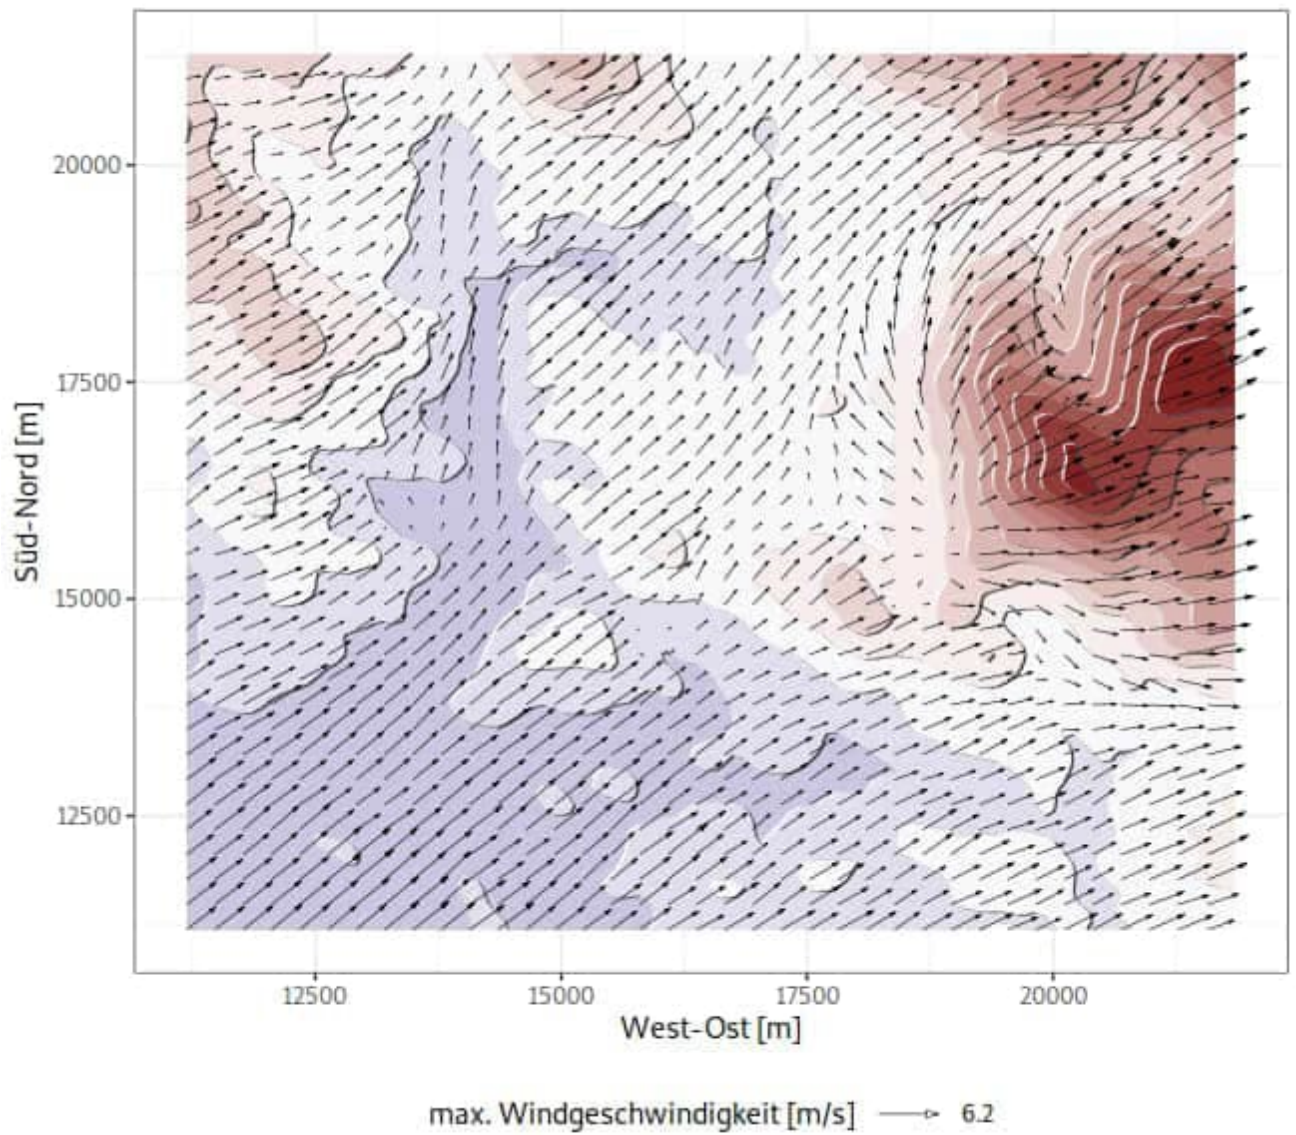 20000
17500
15000
12500
Süd-Nord [m]
12500 15000 17500 20000
West-Ost [m]
max. Windgeschwindigkeit [m/s] 6.2